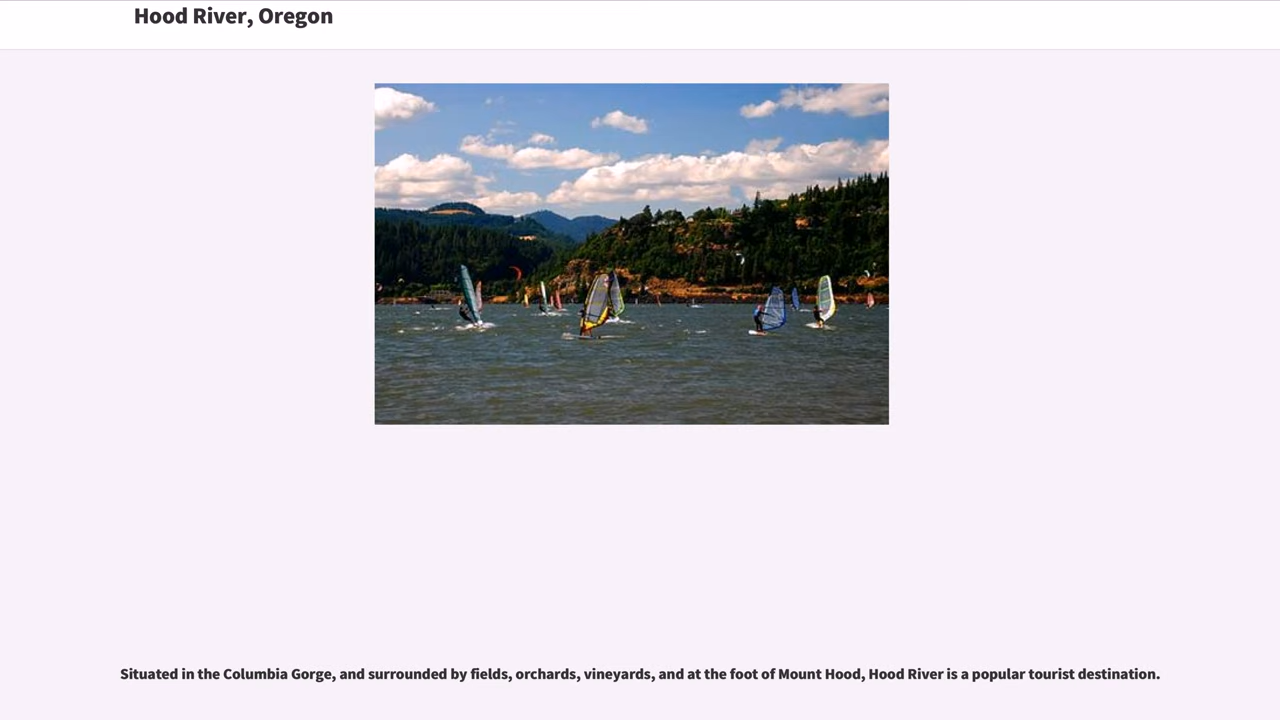 Hood River, Oregon
Situated in the Columbia Gorge, and surrounded by fields, orchards, vineyards, and at the foot of Mount Hood, Hood River is a popular tourist destination.